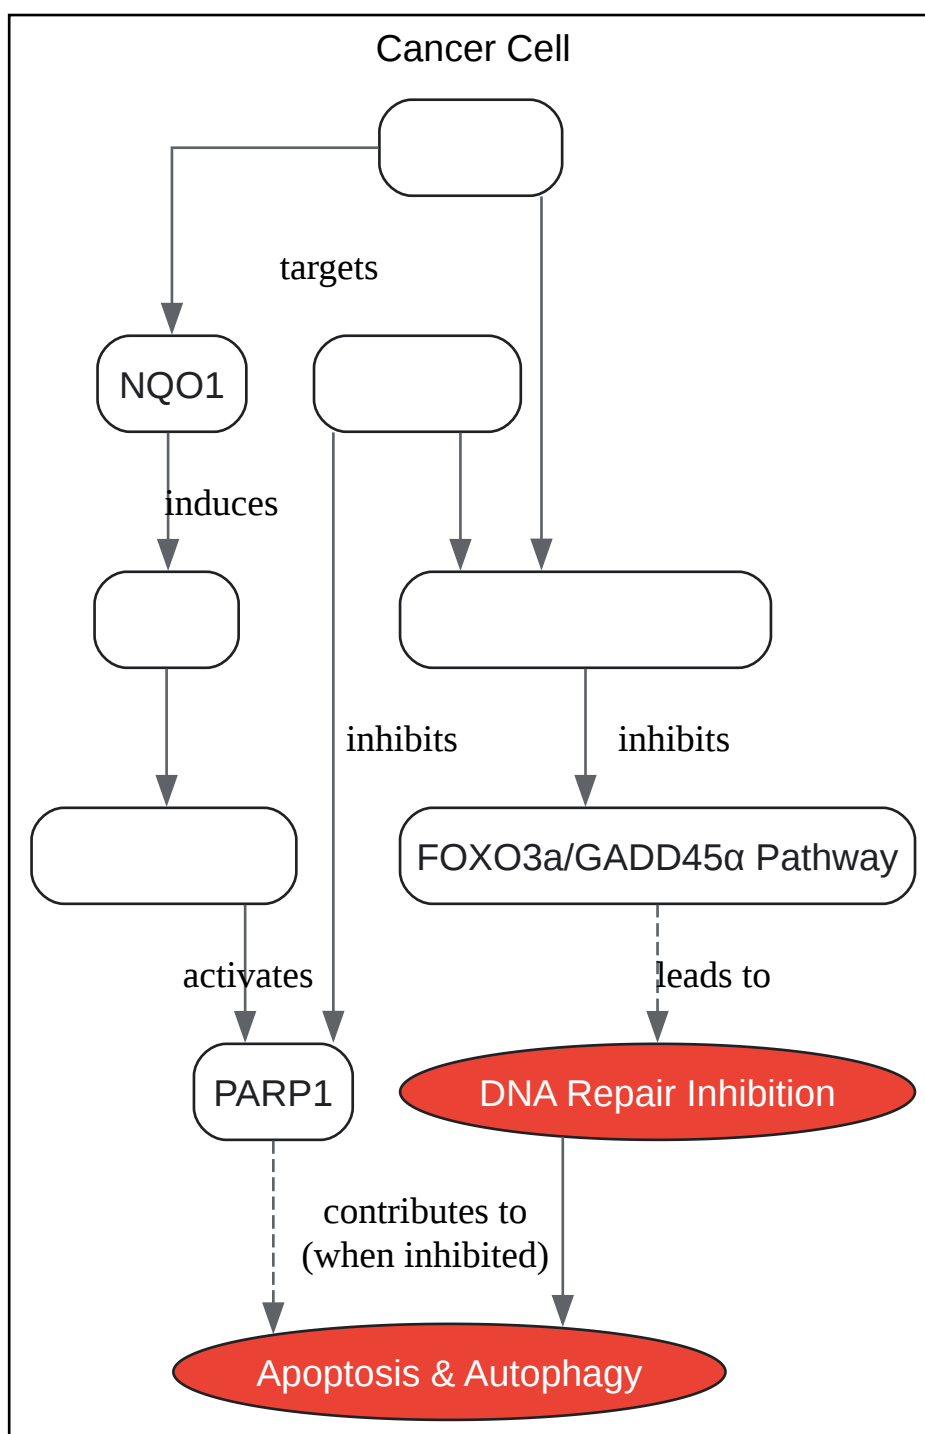 Cancer Cell
targets
NQO1
induces
inhibits
inhibits
FOXO3a/GADD45α Pathway
activates
leads to
PARP1
DNA Repair Inhibition
contributes to
(when inhibited)
Apoptosis & Autophagy